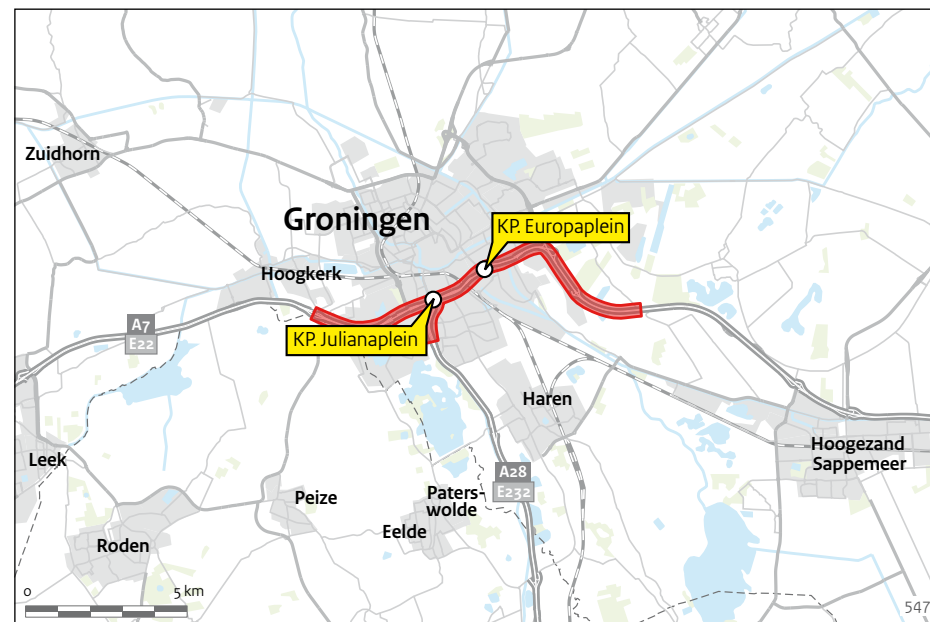 Zuidhorn
Groningen
KP. Europaplein
Hoogkerk
A7
E22
KP. Julianaplein
Haren
Hoogezand
Sappemeer
Leek
A28
E232
Peize
Paters-
wolde
Eelde
Roden
0
5 km
547